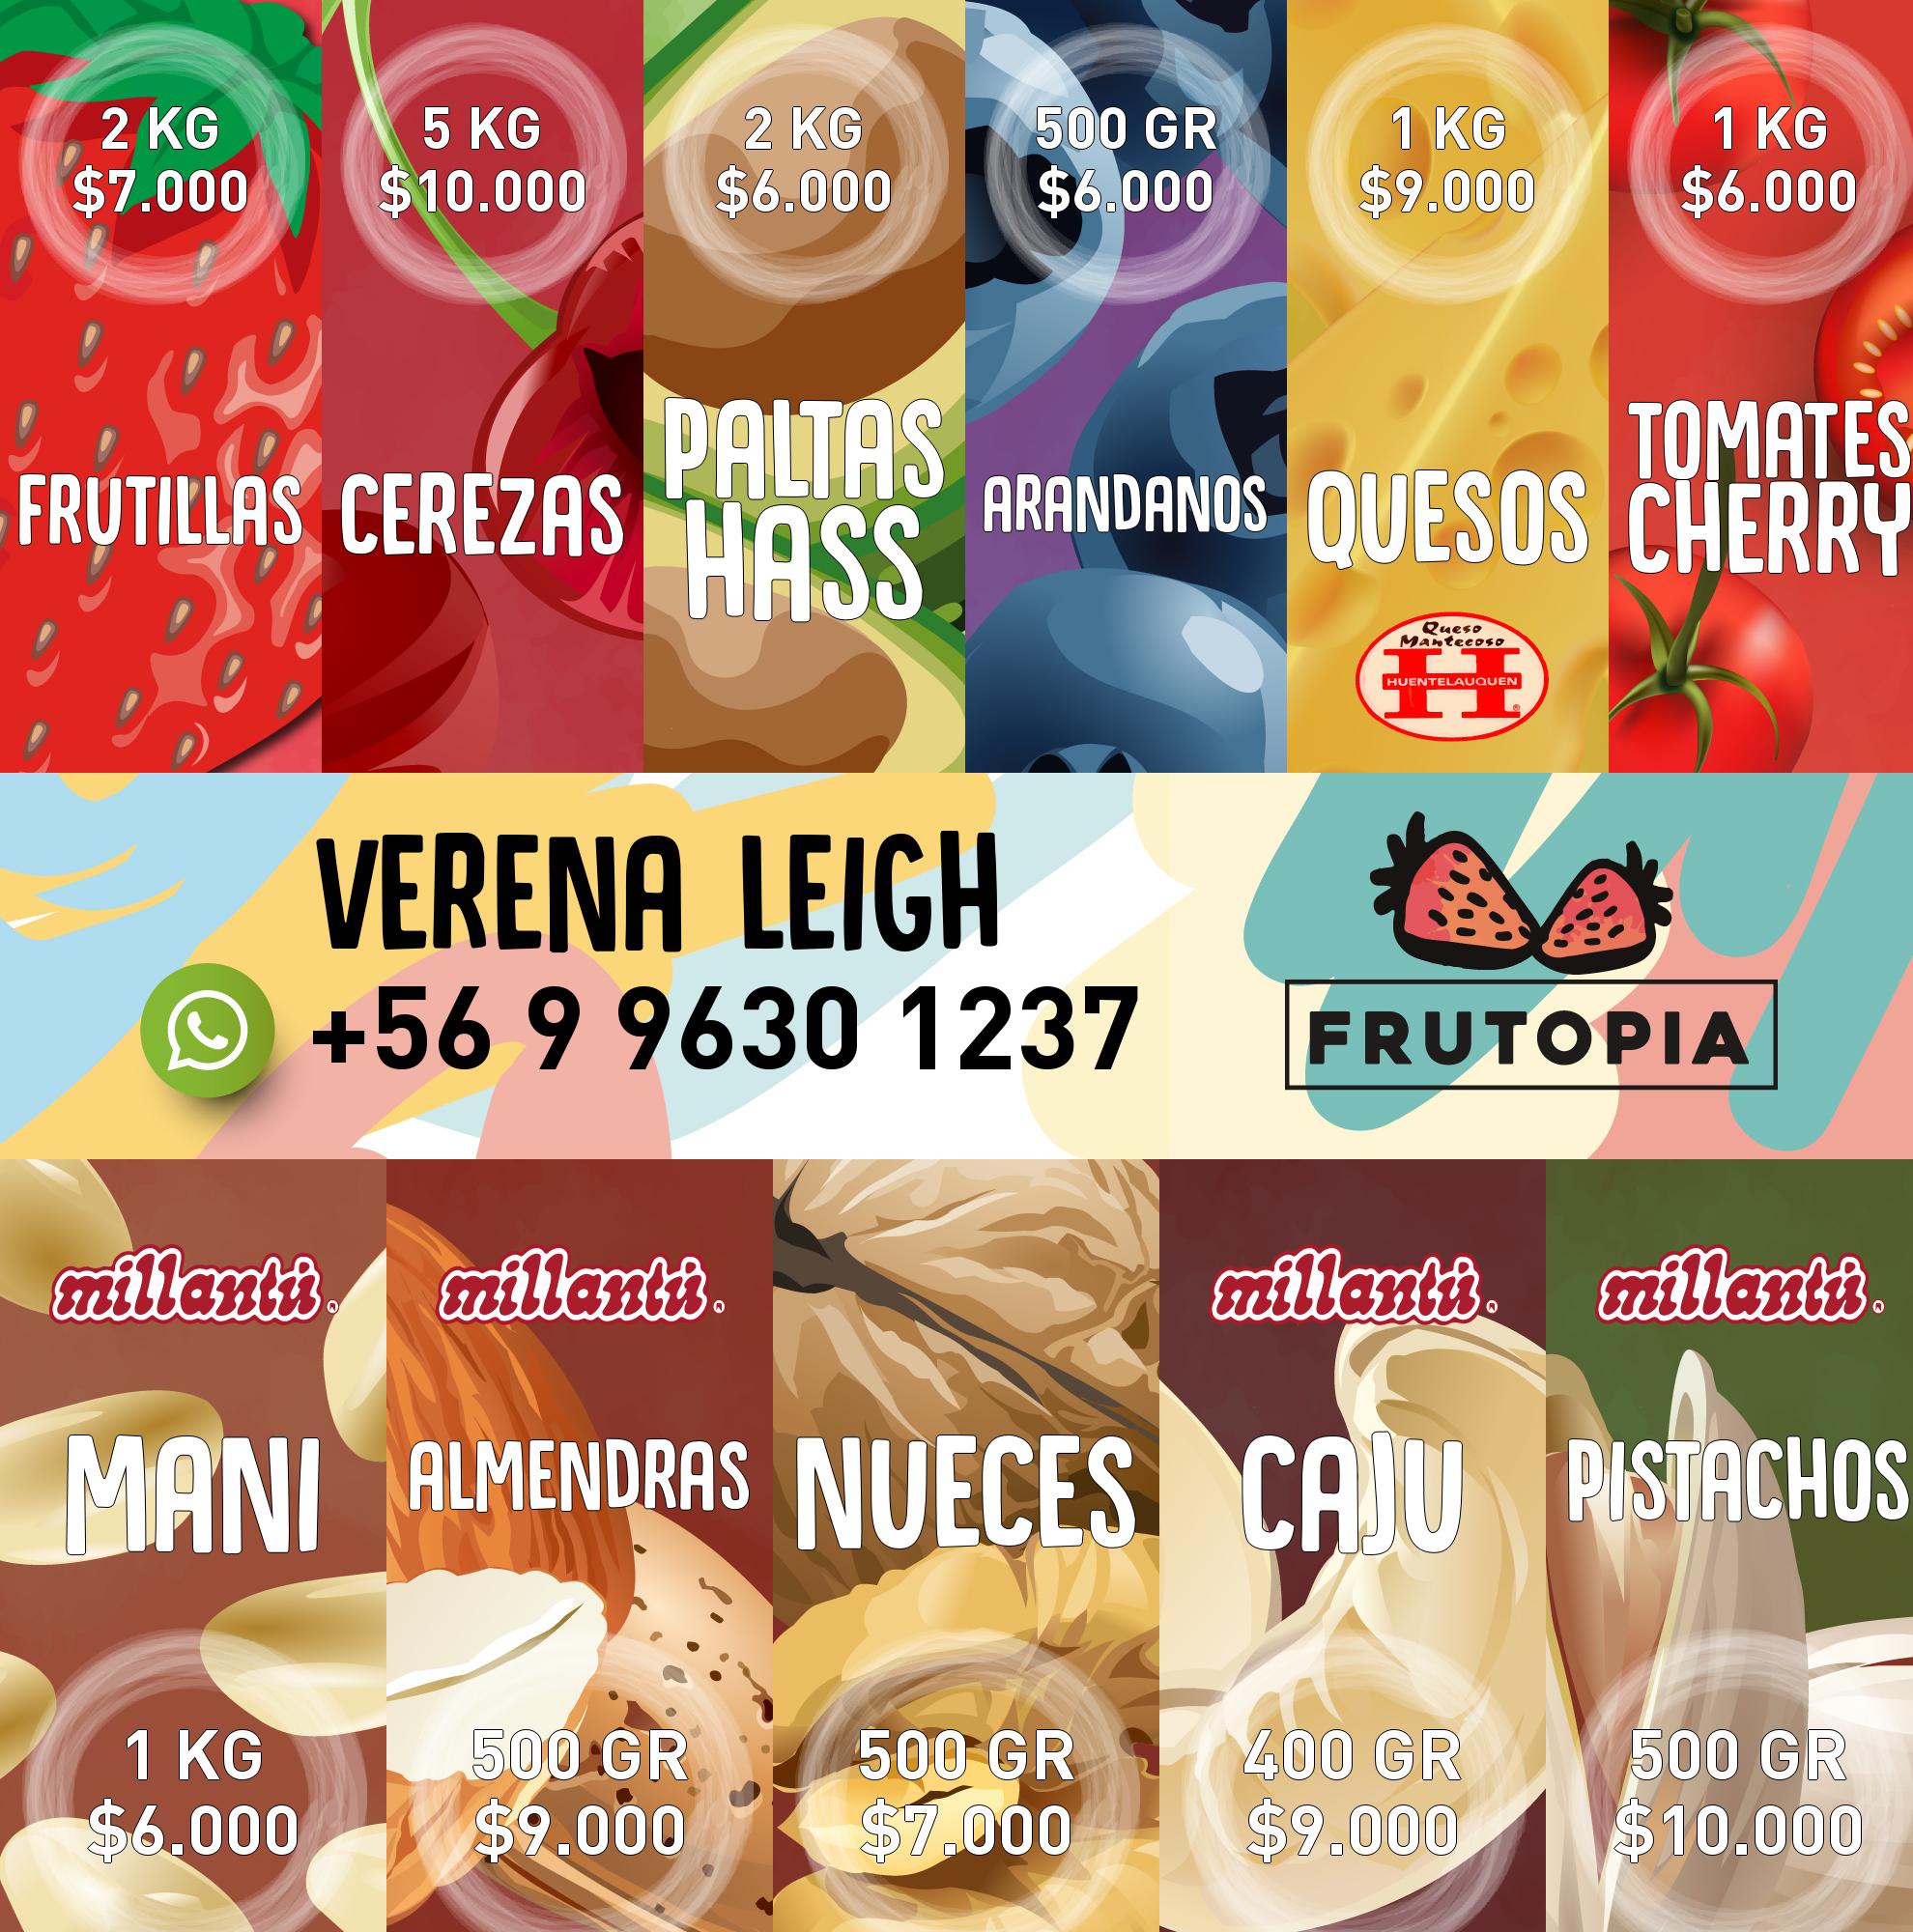 2 KG
$7.000
FRUTILLAS
5 KG
$10.000
CEREZAS
2 KG
$6.000
PALTAS
HASS
500 GR
$6.000
ARANDANOS
1 KG
$9.000
QUESOS
Queso
Mantecoso
H
HUENTELAUQUEN
®
1 KG
$6.000
TOMATES
CHERRY
VERENA LEIGH
+56 9 9630 1237
FRUTOPIA
millantú®
MANI
1 KG
$6.000
millantú®
ALMENDRAS
500 GR
$9.000
NUECES
500 GR
$7.000
millantú®
CAJU
400 GR
$9.000
millantú®
PISTACHOS
500 GR
$10.000